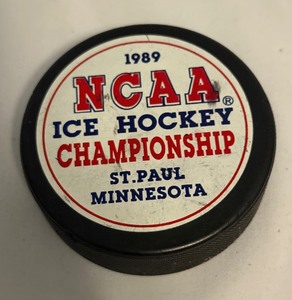 1989
NCAA®
ICE HOCKEY
CHAMPIONSHIP
ST. PAUL
MINNESOTA